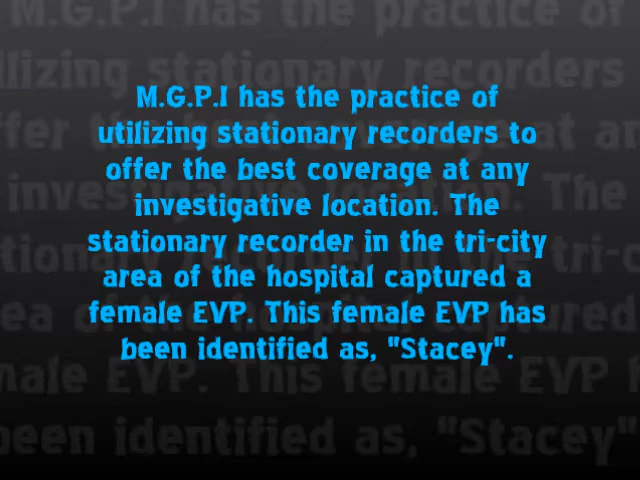 M.G.P.I has the practice of
utilizing stationary recorders to
offer the best coverage at any
investigative location. The
stationary recorder in the tri-city
area of the hospital captured a
female EVP. This female EVP has
been identified as, "Stacey".